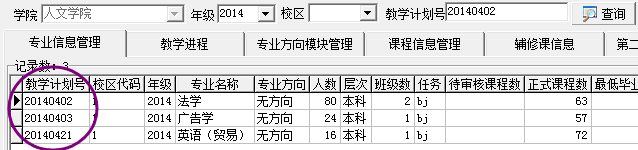 学院 人文学院 年级 2014 校区 教学计划号 20140402 查询
专业信息管理 教学进程 专业方向模块管理 课程信息管理 辅修课信息 第二
记录数: 3
教学计划号 校区代码 年级 专业名称 专业方向 人数 层次 班级数 任务 待审核课程数 正式课程数 最低毕业
20140402 1 2014 法学 无方向 80 本科 2 bj 63
20140403 2014 广告学 无方向 24 本科 1 bj 57
20140421 1 2014 英语（贸易） 无方向 16 本科 1 bj 72